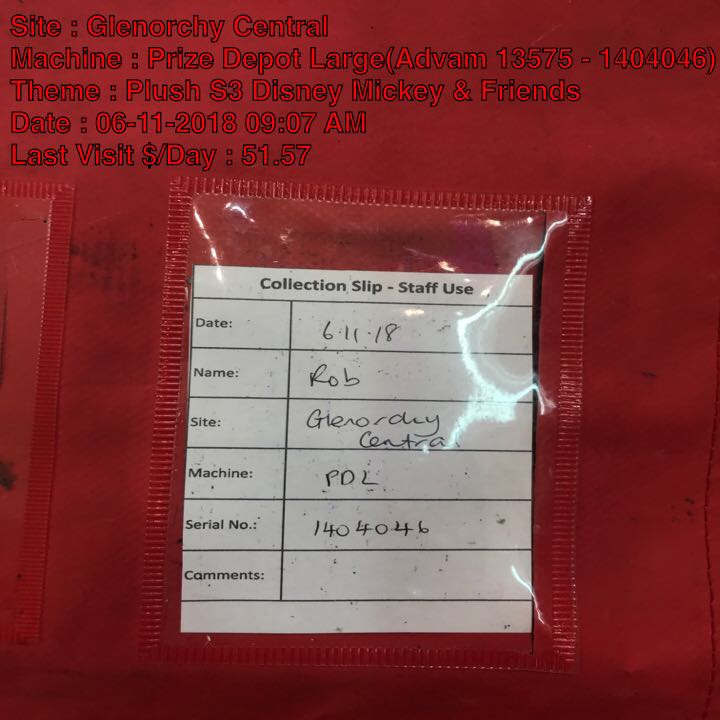 Site : Glenorchy Central
Machine : Prize Depot Large(Advam 13575 - 1404046)
Theme : Plush S3 Disney Mickey & Friends
Date : 06-11-2018 09:07 AM
Last Visit $/Day : 51.57
Collection Slip - Staff Use
Date: 6.11.18
Name: Rob
Site: Glenorchy
Central
Machine: PDL
Serial No.: 1404046
Comments: